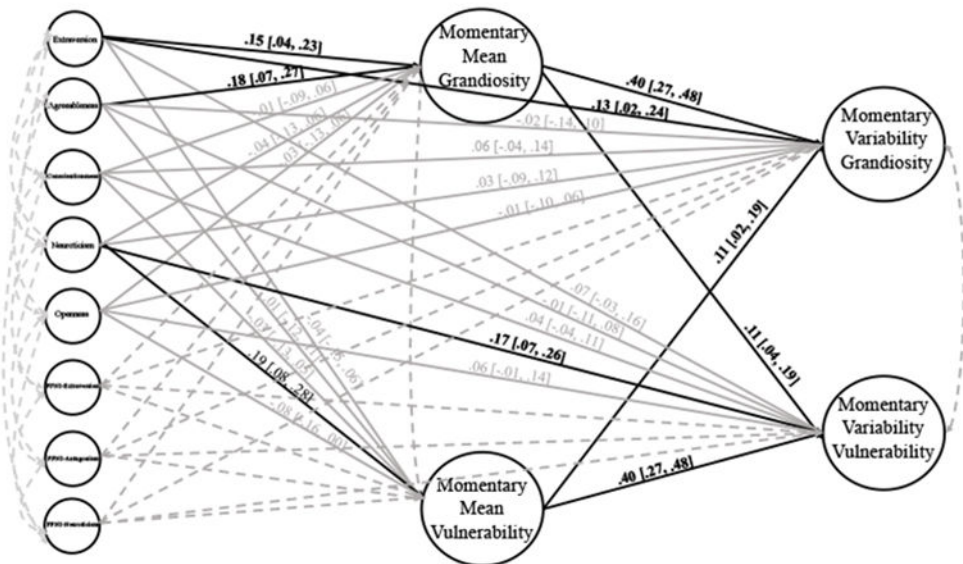 Extraversion
Agreeableness
Conscientiousness
Neuroticism
Openness
FFNI-Extraversion
FFNI-Antagonism
FFNI-Neuroticism
Momentary
Mean
Grandiosity
Momentary
Mean
Vulnerability
Momentary
Variability
Grandiosity
Momentary
Variability
Vulnerability
.15 [.04, .23]
.18 [.07, .27]
.40 [.27, .48]
.13 [.02, .24]
-.02 [-.14, .10]
.06 [-.04, .14]
.03 [-.09, .12]
-.01 [-.10, .06]
.11 [.02, .19]
.11 [.04, .19]
-.07 [-.03, .16]
-.01 [-.11, .08]
.04 [-.04, .11]
.17 [.07, .26]
.06 [-.01, .14]
.19 [.08, .28]
.40 [.27, .48]